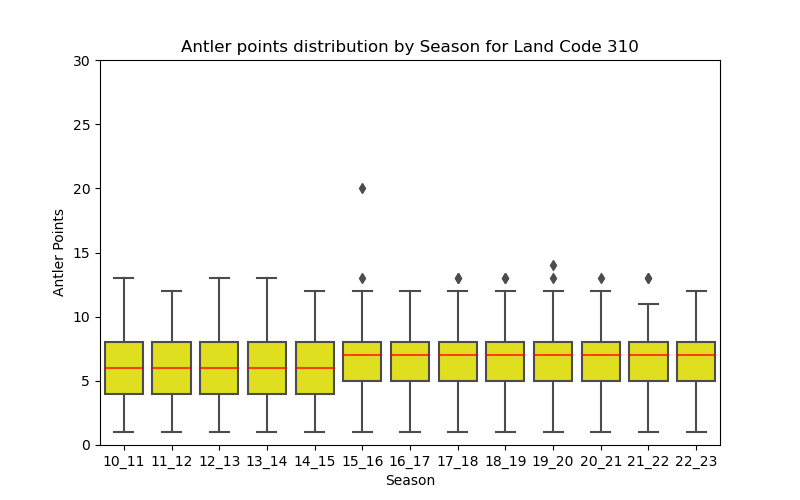 Antler points distribution by Season for Land Code 310
30
25
20
15
10
5
0
Antler Points
10_11 11_12 12_13 13_14 14_15 15_16 16_17 17_18 18_19 19_20 20_21 21_22 22_23
Season